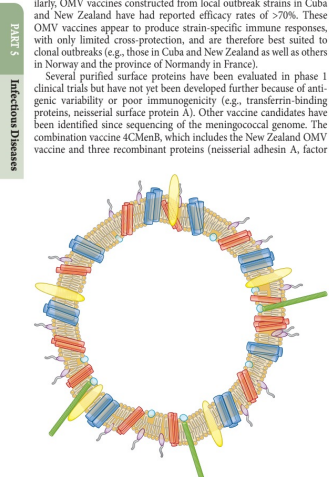 PART 5
Infectious Diseases
ilarly, OMV vaccines constructed from local outbreak strains in Cuba
and New Zealand have had reported efficacy rates of >70%. These
OMV vaccines appear to produce strain-specific immune responses,
with only limited cross-protection, and are therefore best suited to
clonal outbreaks (e.g., those in Cuba and New Zealand as well as others
in Norway and the province of Normandy in France).
Several purified surface proteins have been evaluated in phase 1
clinical trials but have not yet been developed further because of anti-
genic variability or poor immunogenicity (e.g., transferrin-binding
proteins, neisserial surface protein A). Other vaccine candidates have
been identified since sequencing of the meningococcal genome. The
combination vaccine 4CMenB, which includes the New Zealand OMV
vaccine and three recombinant proteins (neisserial adhesin A, factor